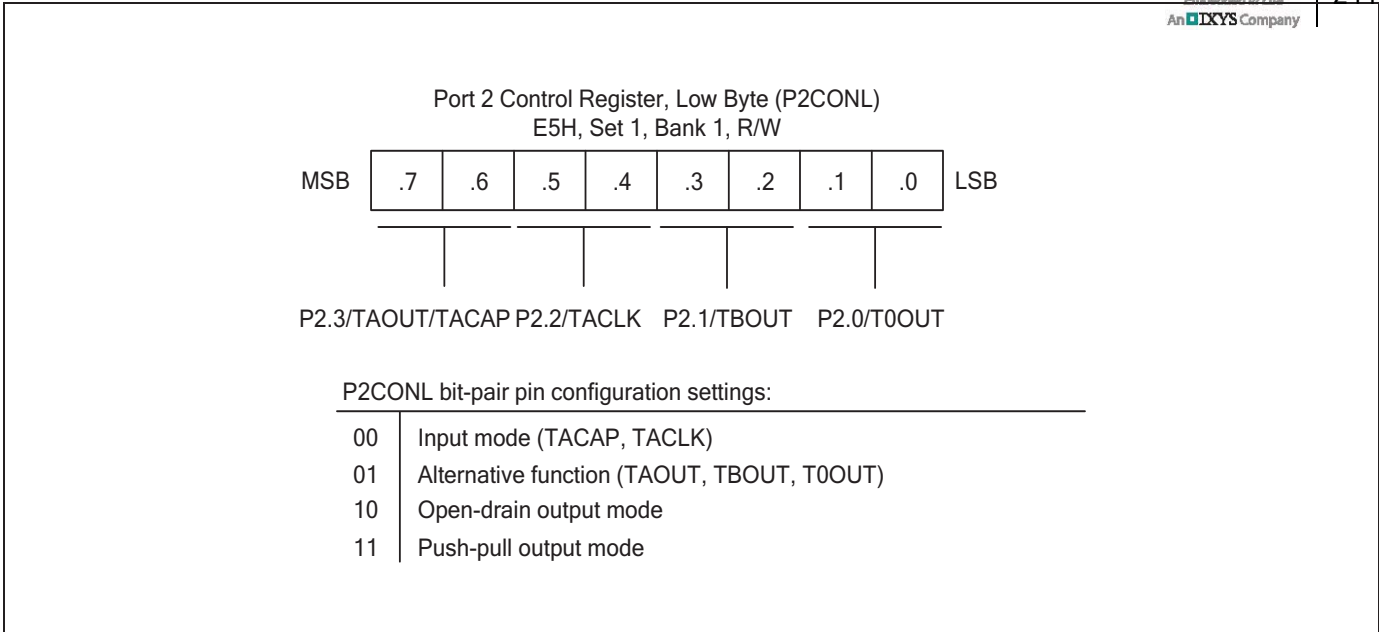 An IXYS Company
Port 2 Control Register, Low Byte (P2CONL)
E5H, Set 1, Bank 1, R/W
MSB .7 .6 .5 .4 .3 .2 .1 .0 LSB
P2.3/TAOUT/TACAP P2.2/TACLK P2.1/TBOUT P2.0/T0OUT
P2CONL bit-pair pin configuration settings:
00 Input mode (TACAP, TACLK)
01 Alternative function (TAOUT, TBOUT, T0OUT)
10 Open-drain output mode
11 Push-pull output mode